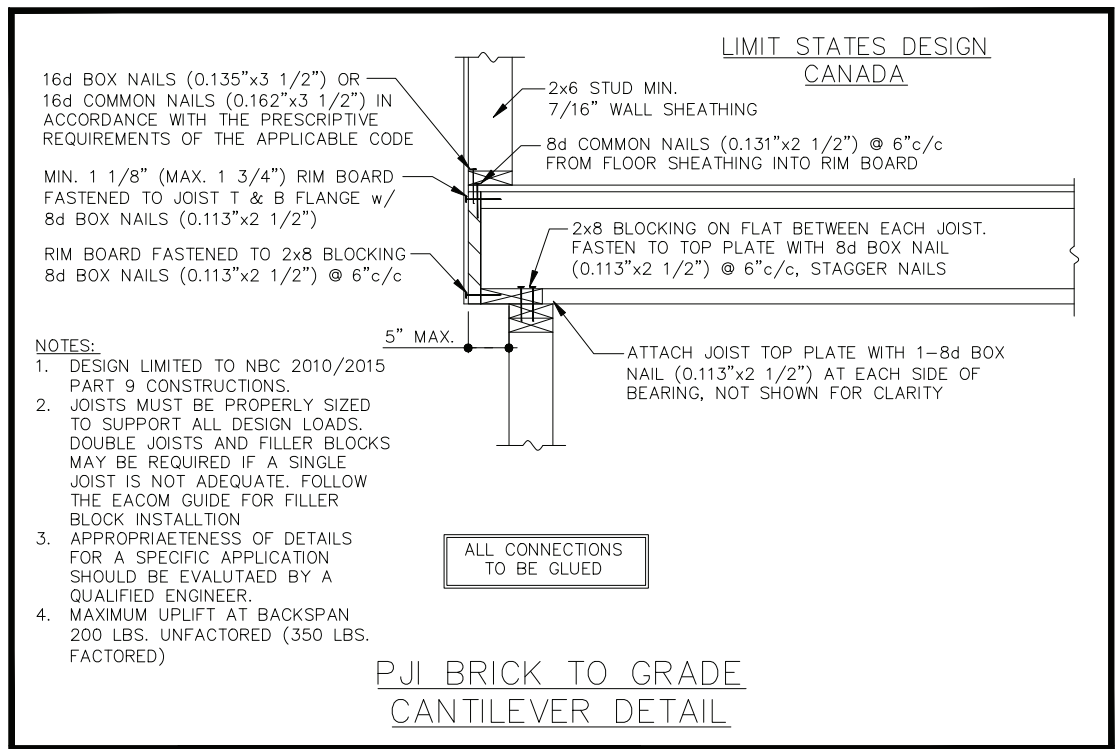 LIMIT STATES DESIGN
CANADA
16d BOX NAILS (0.135"x3 1/2") OR
16d COMMON NAILS (0.162"x3 1/2") IN
ACCORDANCE WITH THE PRESCRIPTIVE
REQUIREMENTS OF THE APPLICABLE CODE
2x6 STUD MIN.
7/16" WALL SHEATHING
8d COMMON NAILS (0.131"x2 1/2") @ 6"c/c
FROM FLOOR SHEATHING INTO RIM BOARD
MIN. 1 1/8" (MAX. 1 3/4") RIM BOARD
FASTENED TO JOIST T & B FLANGE w/
8d BOX NAILS (0.113"x2 1/2")
2x8 BLOCKING ON FLAT BETWEEN EACH JOIST.
FASTEN TO TOP PLATE WITH 8d BOX NAIL
(0.113"x2 1/2") @ 6"c/c, STAGGER NAILS
RIM BOARD FASTENED TO 2x8 BLOCKING
8d BOX NAILS (0.113"x2 1/2") @ 6"c/c
5" MAX.
ATTACH JOIST TOP PLATE WITH 1-8d BOX
NAIL (0.113"x2 1/2") AT EACH SIDE OF
BEARING, NOT SHOWN FOR CLARITY
NOTES:
1. DESIGN LIMITED TO NBC 2010/2015
PART 9 CONSTRUCTIONS.
2. JOISTS MUST BE PROPERLY SIZED
TO SUPPORT ALL DESIGN LOADS.
DOUBLE JOISTS AND FILLER BLOCKS
MAY BE REQUIRED IF A SINGLE
JOIST IS NOT ADEQUATE. FOLLOW
THE EACOM GUIDE FOR FILLER
BLOCK INSTALLTION
3. APPROPRIAETENESS OF DETAILS
FOR A SPECIFIC APPLICATION
SHOULD BE EVALUTAED BY A
QUALIFIED ENGINEER.
4. MAXIMUM UPLIFT AT BACKSPAN
200 LBS. UNFACTORED (350 LBS.
FACTORED)
ALL CONNECTIONS
TO BE GLUED
PJI BRICK TO GRADE
CANTILEVER DETAIL